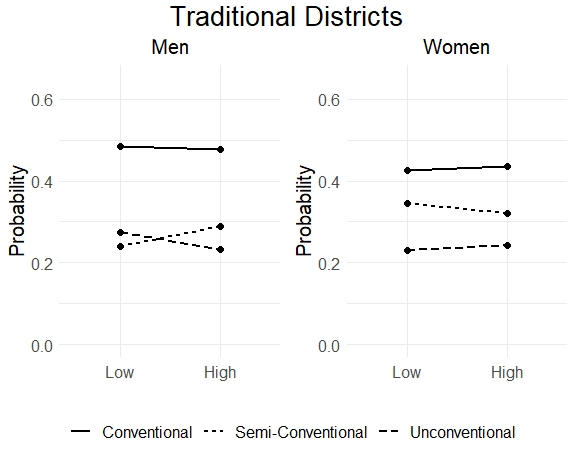 Traditional Districts
Men
Women
Probability
0.6
0.4
0.2
0.0
Low High
Probability
0.6
0.4
0.2
0.0
Low High
Conventional Semi-Conventional Unconventional